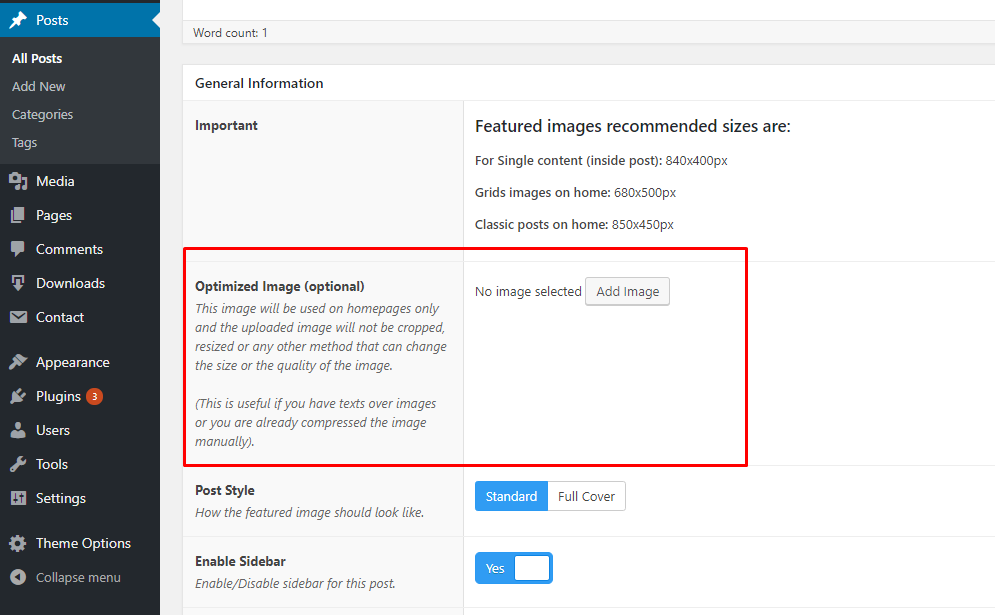 Posts
All Posts
Add New
Categories
Tags
Media
Pages
Comments
Downloads
Contact
Appearance
Plugins 3
Users
Tools
Settings
Theme Options
Collapse menu
Word count: 1
General Information
Important
Featured images recommended sizes are:
For Single content (inside post): 840x400px
Grids images on home: 680x500px
Classic posts on home: 850x450px
Optimized Image (optional)
This image will be used on homepages only
and the uploaded image will not be cropped,
resized or any other method that can change
the size or the quality of the image.
(This is useful if you have texts over images
or you are already compressed the image
manually).
No image selected Add Image
Post Style
How the featured image should look like.
Standard Full Cover
Enable Sidebar
Enable/Disable sidebar for this post.
Yes